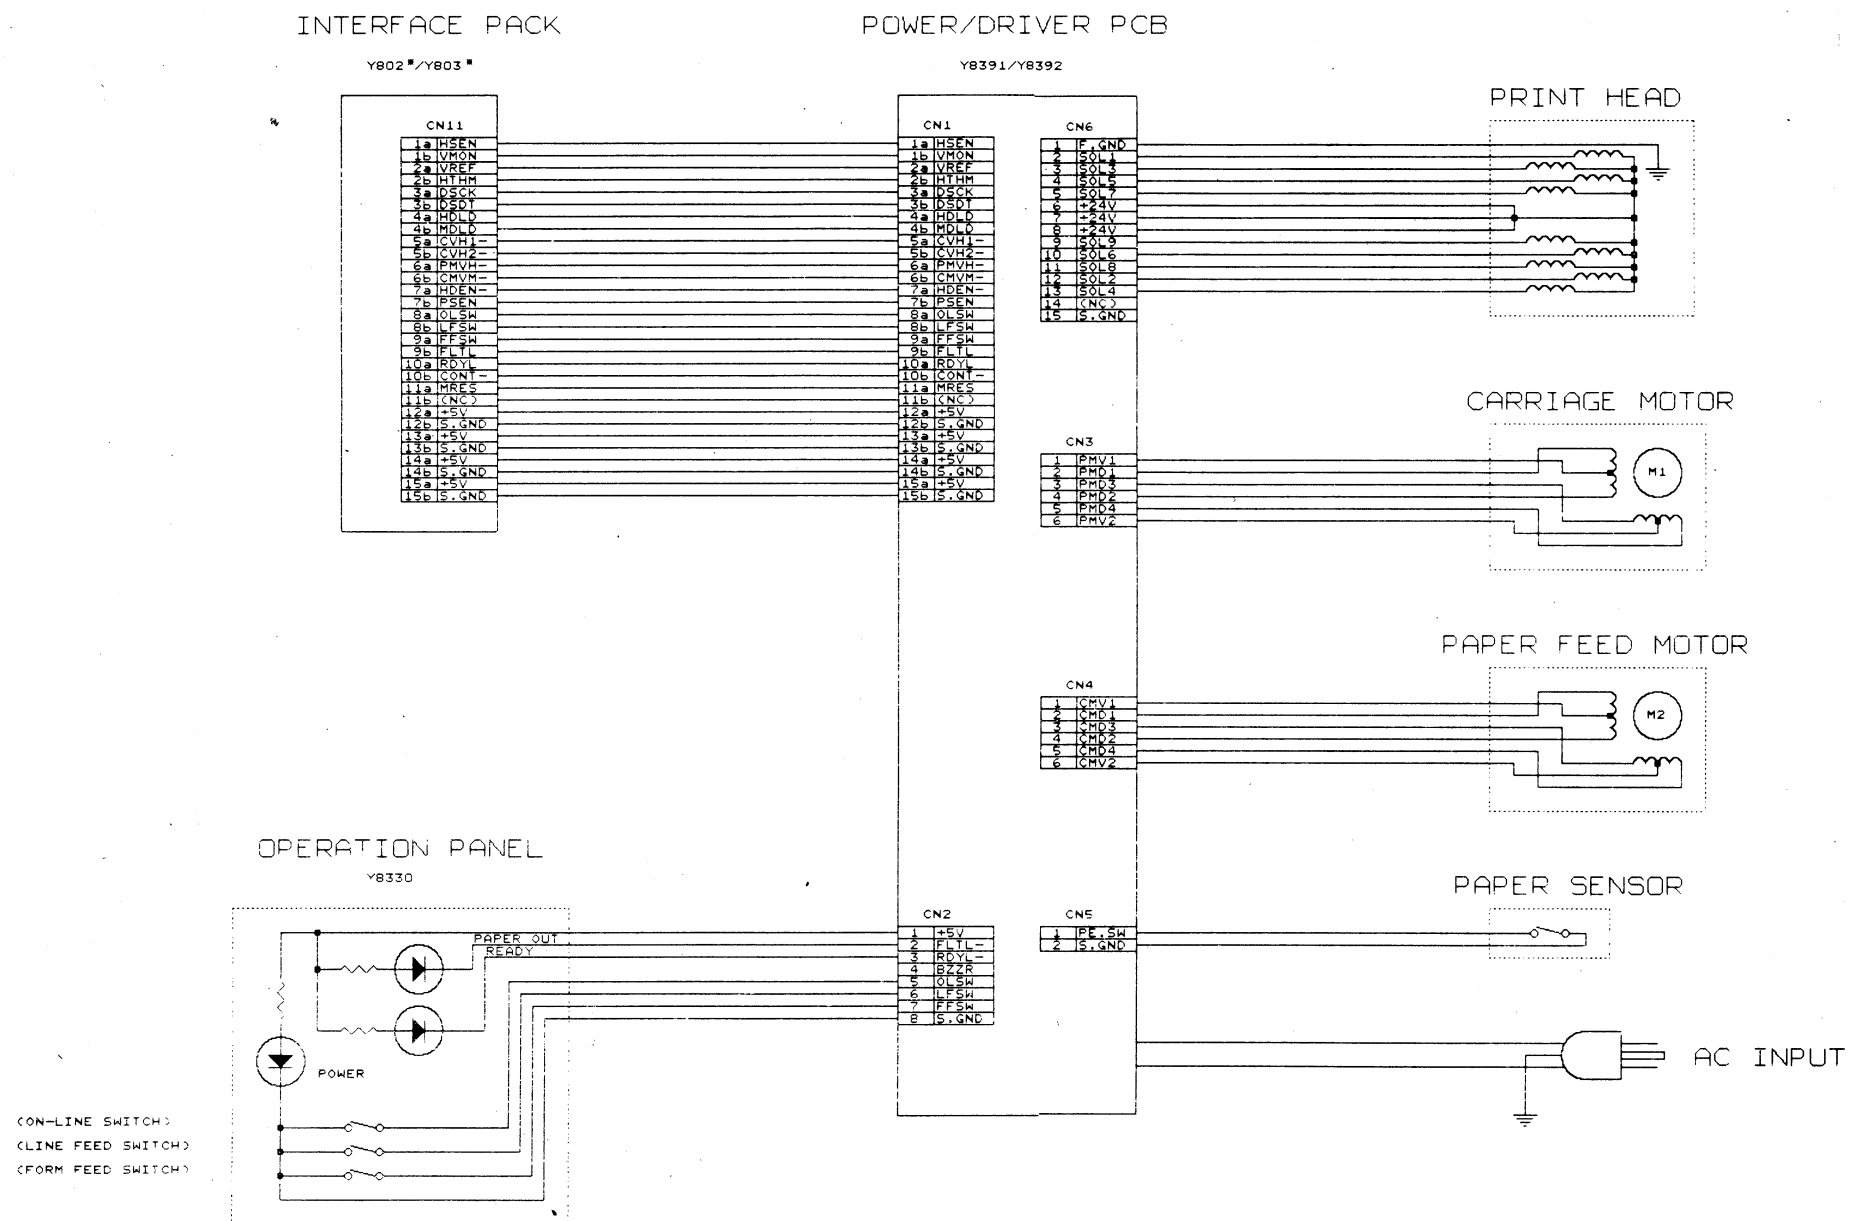 INTERFACE PACK
Y802*/Y803*
CN11
1a HSEN
1b VMON
2a VREF
2b HTHM
3a DSCK
3b DSDT
4a HDLD
4b MDLD
5a CVH1-
5b CVH2-
6a PMVH-
6b CMVM-
7a HDEN-
7b PSEN
8a OLSW
8b LFSW
9a FFSW
9b FLTL
10a RDYL
10b CONT-
11a MRES
11b (NC)
12a +5V
12b S.GND
13a +5V
13b S.GND
14a +5V
14b S.GND
15a +5V
15b S.GND
POWER/DRIVER PCB
Y8391/Y8392
CN1
1a HSEN
1b VMON
2a VREF
2b HTHM
3a DSCK
3b DSDT
4a HDLD
4b MDLD
5a CVH1-
5b CVH2-
6a PMVH-
6b CMVM-
7a HDEN-
7b PSEN
8a OLSW
8b LFSW
9a FFSW
9b FLTL
10a RDYL
10b CONT-
11a MRES
11b (NC)
12a +5V
12b S.GND
13a +5V
13b S.GND
14a +5V
14b S.GND
15a +5V
15b S.GND
CN6
1 F.GND
2 SOL1
3 SOL3
4 SOL5
5 SOL7
6 +24V
7 +24V
8 +24V
9 SOL9
10 SOL6
11 SOL8
12 SOL2
13 SOL4
14 (NC)
15 S.GND
PRINT HEAD
CARRIAGE MOTOR
CN3
1 PMV1
2 PMD1
3 PMD3
4 PMD2
5 PMD4
6 PMV2
M1
PAPER FEED MOTOR
CN4
1 CMV1
2 CMD1
3 CMD3
4 CMD2
5 CMD4
6 CMV2
M2
OPERATION PANEL
Y8330
PAPER OUT
READY
POWER
(ON-LINE SWITCH)
(LINE FEED SWITCH)
(FORM FEED SWITCH)
CN2
1 +5V
2 FLTL-
3 RDYL-
4 BZZR
5 OLSW
6 LFSW
7 FFSW
8 S.GND
PAPER SENSOR
CN5
1 PE.SW
2 S.GND
AC INPUT